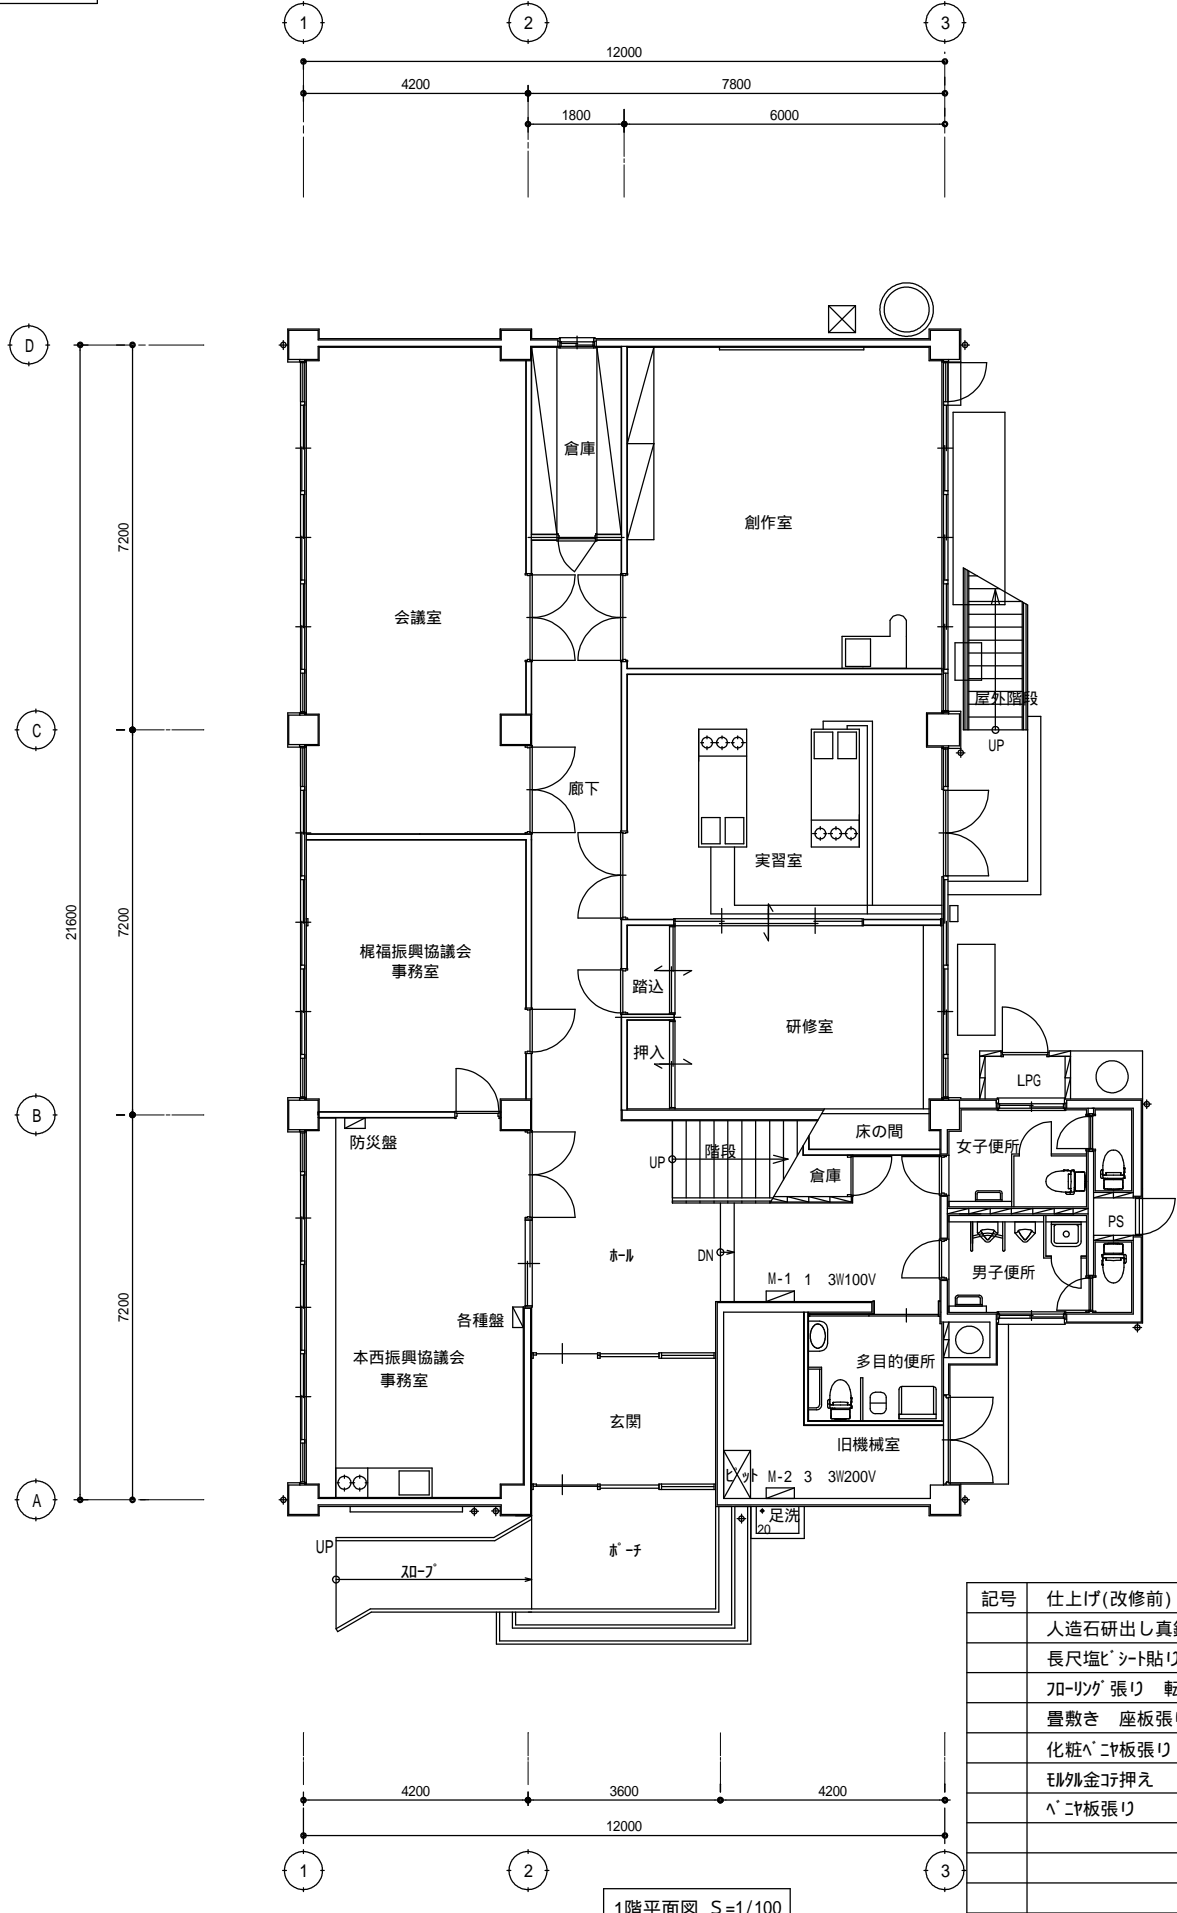 1
2
3
12000
4200
7800
1800
6000
D
倉庫
創作室
7200
会議室
屋外階段
C
UP
廊下
実習室
21600
7200
梶福振興協議会
事務室
踏込
研修室
押入
LPG
B
防災盤
床の間
女子便所
階段
UP
倉庫
PS
ホール
DN
男子便所
M-1 1 3W100V
7200
各種盤
本西振興協議会
事務室
多目的便所
玄関
旧機械室
ピット
M-2 3 3W200V
A
足洗
20
UP
ポーチ
スロープ
記号 仕上げ(改修前)
人造石研出し真
長尺塩ビシート貼り
フローリング張り 転
畳敷き 座板張り
化粧ベニヤ板張り
モルタル金コテ押え
ベニヤ板張り
4200
3600
4200
12000
1
2
3
1階平面図 S=1/100